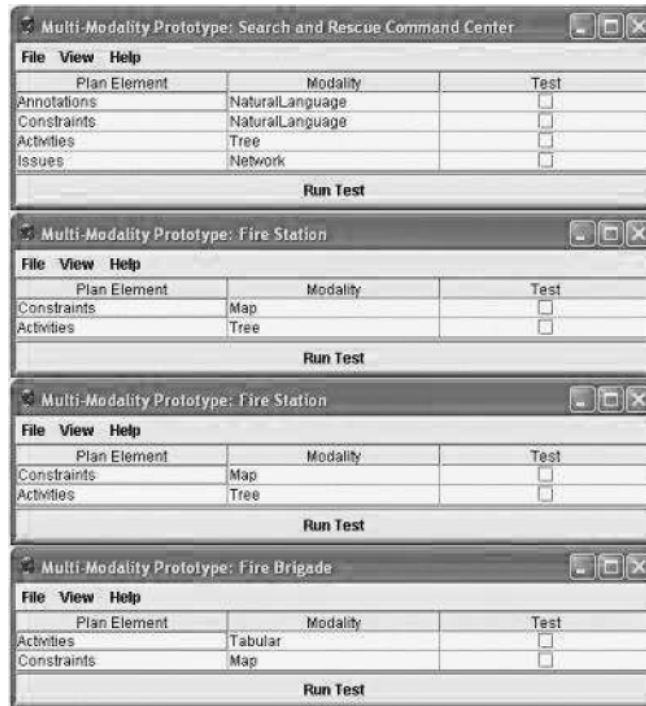 Multi-Modality Prototype: Search and Rescue Command Center
File View Help
Plan Element Modality Test
Annotations NaturalLanguage
Constraints NaturalLanguage
Activities Tree
Issues Network
Run Test
Multi-Modality Prototype: Fire Station
File View Help
Plan Element Modality Test
Constraints Map
Activities Tree
Run Test
Multi-Modality Prototype: Fire Station
File View Help
Plan Element Modality Test
Constraints Map
Activities Tree
Run Test
Multi-Modality Prototype: Fire Brigade
File View Help
Plan Element Modality Test
Activities Tabular
Constraints Map
Run Test